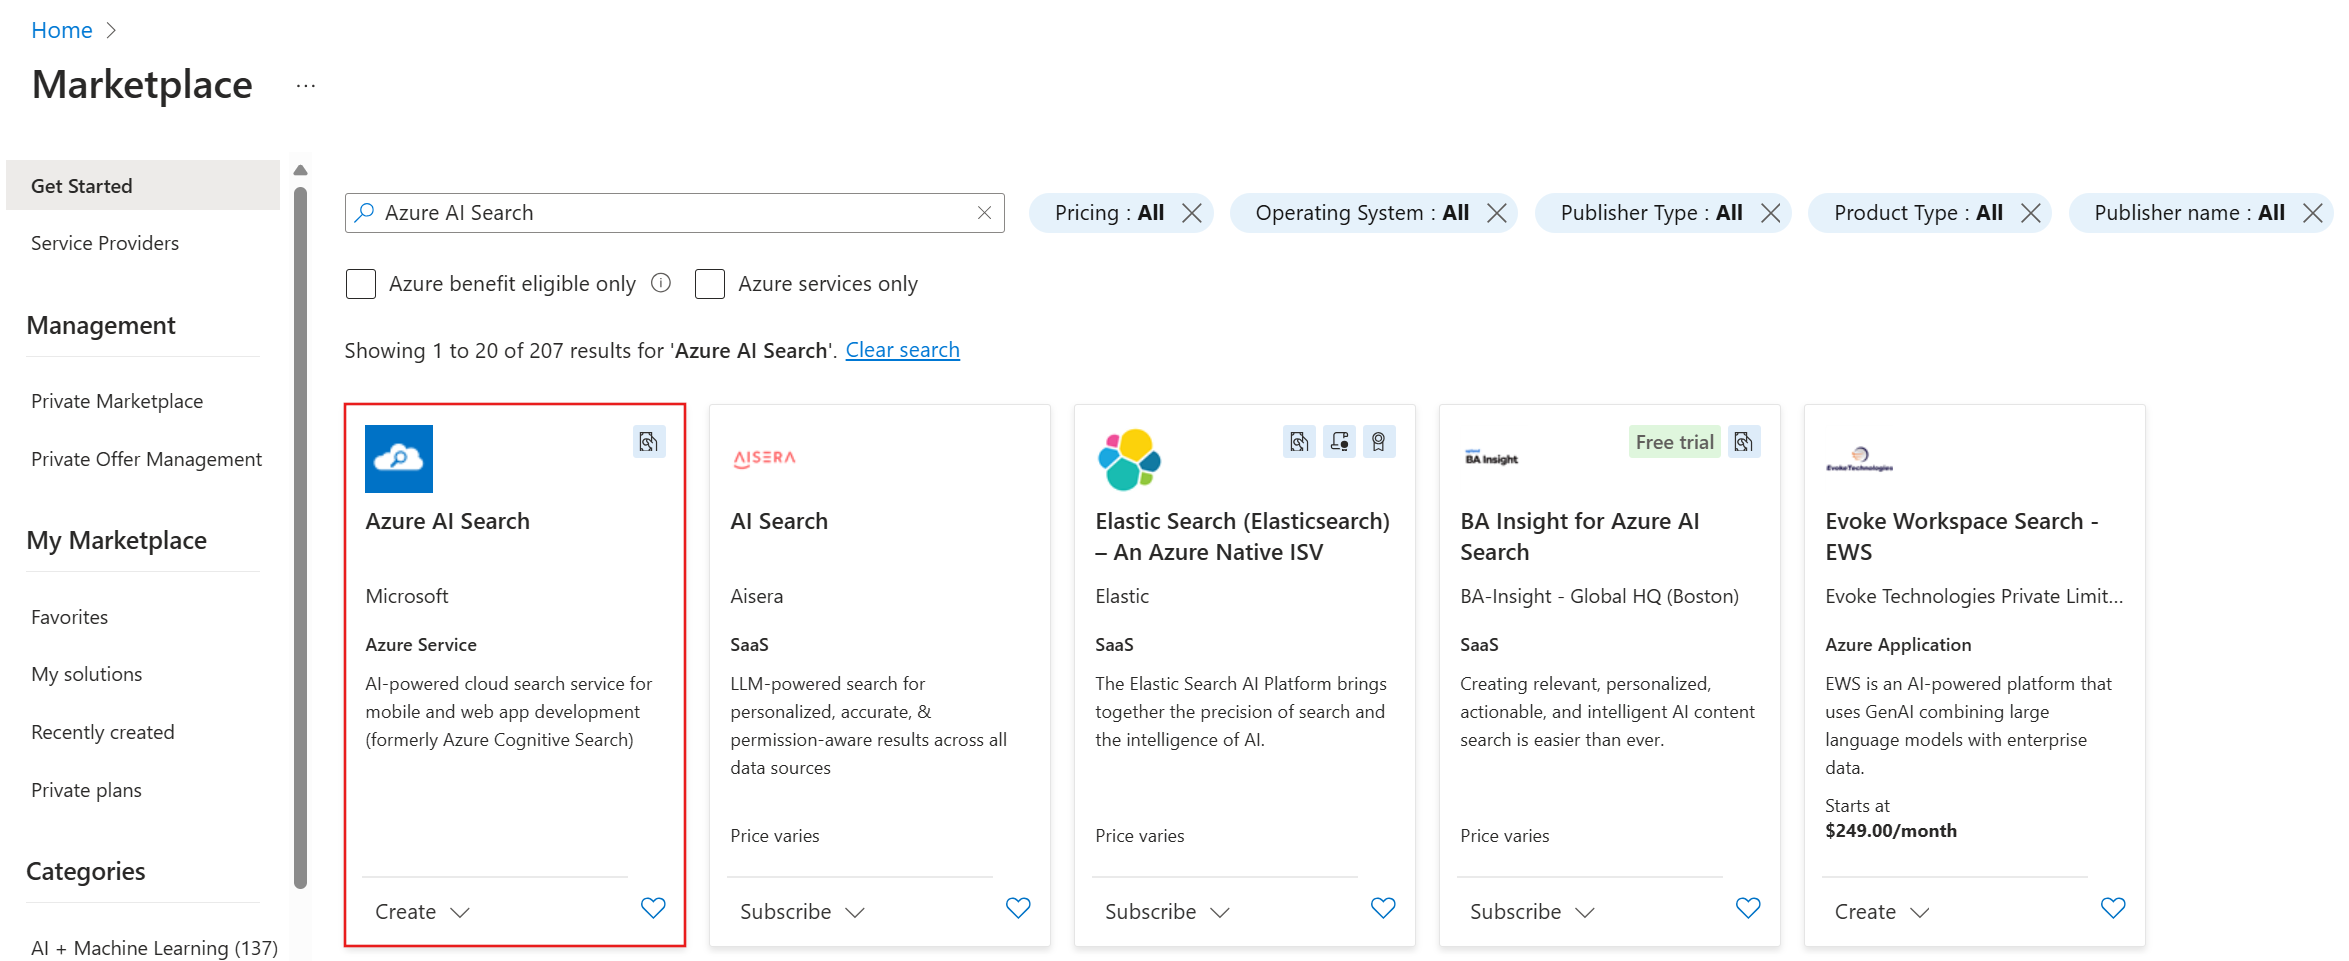 Home
Marketplace
...
Get Started
Service Providers
Management
Private Marketplace
Private Offer Management
My Marketplace
Favorites
My solutions
Recently created
Private plans
Categories
AI + Machine Learning (137)
Azure AI Search
Pricing : All
Operating System : All
Publisher Type : All
Product Type : All
Publisher name : All
Azure benefit eligible only
Azure services only
Showing 1 to 20 of 207 results for 'Azure AI Search'. Clear search
Azure AI Search
Microsoft
Azure Service
AI-powered cloud search service for
mobile and web app development
(formerly Azure Cognitive Search)
Create
AISERA
AI Search
Aisera
SaaS
LLM-powered search for
personalized, accurate, &
permission-aware results across all
data sources
Price varies
Subscribe
Elastic Search (Elasticsearch)
– An Azure Native ISV
Elastic
SaaS
The Elastic Search AI Platform brings
together the precision of search and
the intelligence of AI.
Price varies
Subscribe
BA Insight
Free trial
BA Insight for Azure AI
Search
BA-Insight - Global HQ (Boston)
SaaS
Creating relevant, personalized,
actionable, and intelligent AI content
search is easier than ever.
Price varies
Subscribe
EvokeTechnologies
Evoke Workspace Search -
EWS
Evoke Technologies Private Limit...
Azure Application
EWS is an AI-powered platform that
uses GenAI combining large
language models with enterprise
data.
Starts at
$249.00/month
Create